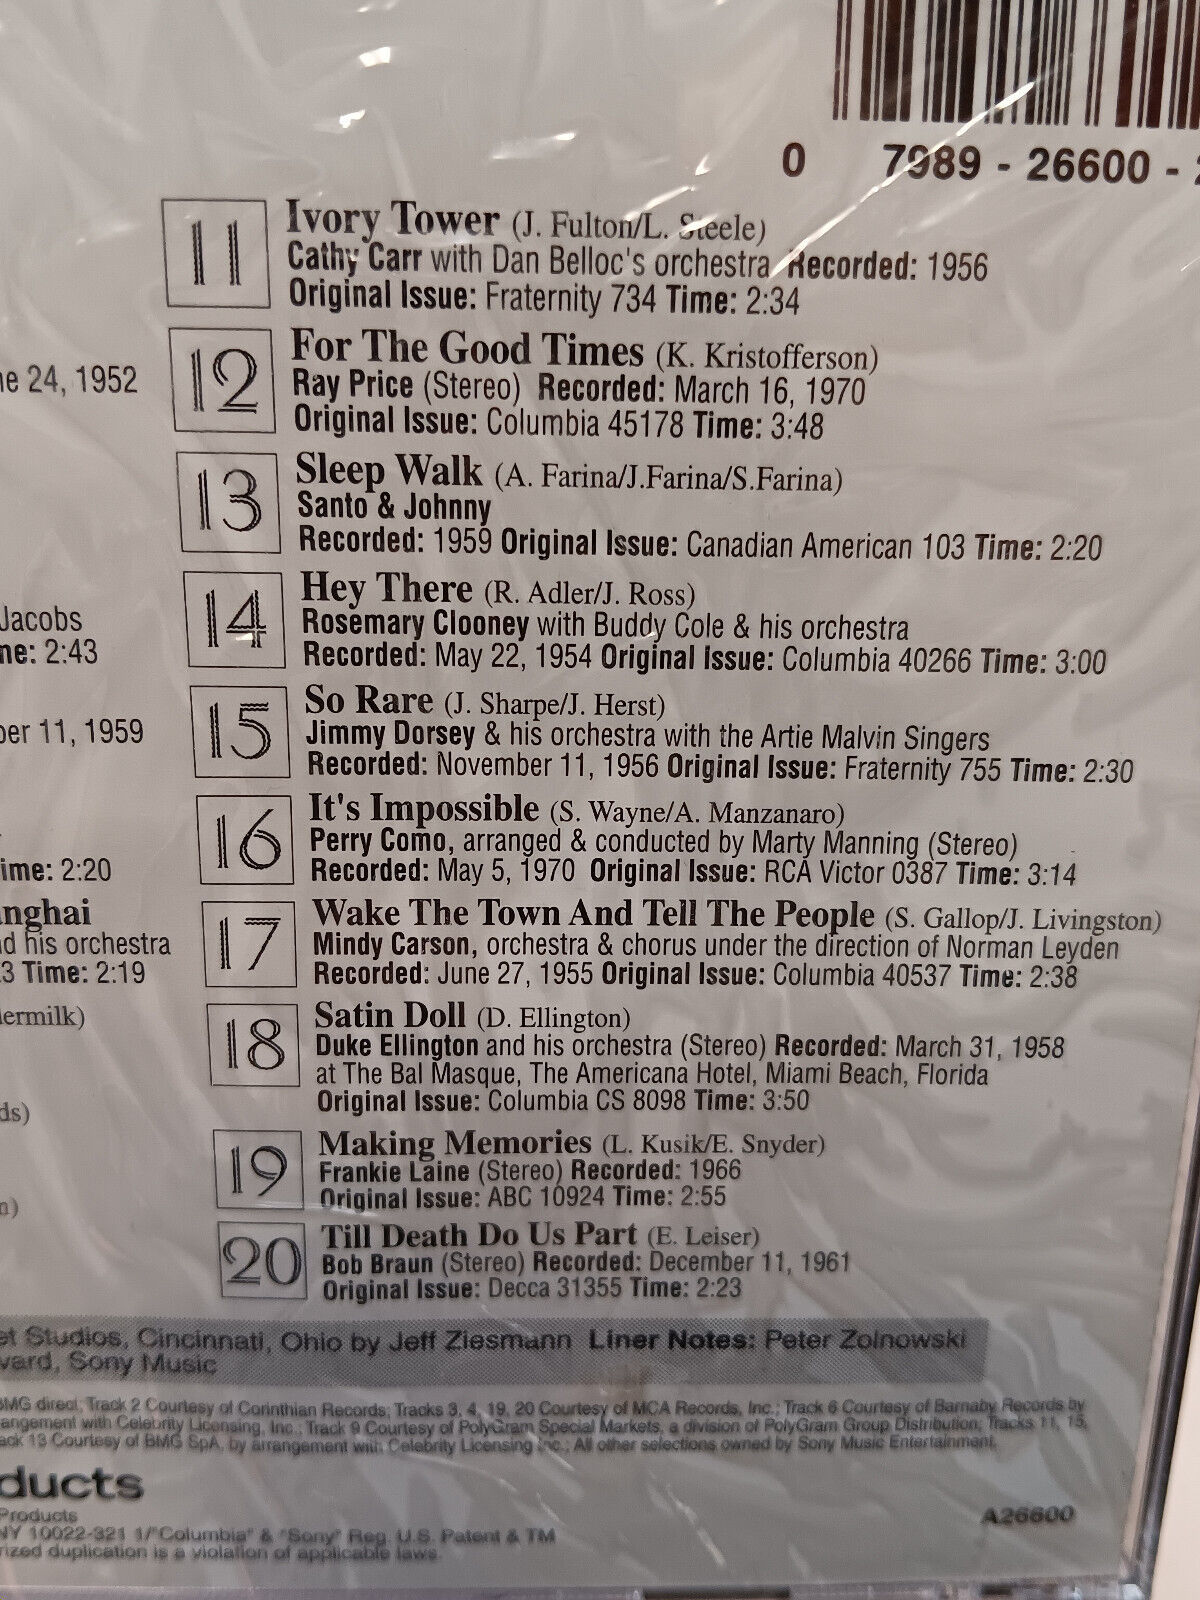 0 7989 - 26600 -
11 Ivory Tower (J. Fulton/L. Steele)
Cathy Carr with Dan Belloc's orchestra Recorded: 1956
Original Issue: Fraternity 734 Time: 2:34
12 For The Good Times (K. Kristofferson)
Ray Price (Stereo) Recorded: March 16, 1970
Original Issue: Columbia 45178 Time: 3:48
13 Sleep Walk (A. Farina/J.Farina/S.Farina)
Santo & Johnny
Recorded: 1959 Original Issue: Canadian American 103 Time: 2:20
14 Hey There (R. Adler/J. Ross)
Rosemary Clooney with Buddy Cole & his orchestra
Recorded: May 22, 1954 Original Issue: Columbia 40266 Time: 3:00
15 So Rare (J. Sharpe/J. Herst)
Jimmy Dorsey & his orchestra with the Artie Malvin Singers
Recorded: November 11, 1956 Original Issue: Fraternity 755 Time: 2:30
16 It's Impossible (S. Wayne/A. Manzanaro)
Perry Como, arranged & conducted by Marty Manning (Stereo)
Recorded: May 5, 1970 Original Issue: RCA Victor 0387 Time: 3:14
17 Wake The Town And Tell The People (S. Gallop/J. Livingston)
Mindy Carson, orchestra & chorus under the direction of Norman Leyden
Recorded: June 27, 1955 Original Issue: Columbia 40537 Time: 2:38
18 Satin Doll (D. Ellington)
Duke Ellington and his orchestra (Stereo) Recorded: March 31, 1958
at The Bal Masque, The Americana Hotel, Miami Beach, Florida
Original Issue: Columbia CS 8098 Time: 3:50
19 Making Memories (L. Kusik/E. Snyder)
Frankie Laine (Stereo) Recorded: 1966
Original Issue: ABC 10924 Time: 2:55
20 Till Death Do Us Part (E. Leiser)
Bob Braun (Stereo) Recorded: December 11, 1961
Original Issue: Decca 31355 Time: 2:23
ne 24, 1952
Jacobs
me: 2:43
ber 11, 1959
ime: 2:20
nghai
d his orchestra
3 Time: 2:19
ermilk)
ds)
n)
et Studios, Cincinnati, Ohio by Jeff Ziesmann Liner Notes: Peter Zolnowski
vard, Sony Music
BMG direct; Track 2 Courtesy of Corinthian Records; Tracks 3, 4, 19, 20 Courtesy of MCA Records, Inc.; Track 6 Courtesy of Barnaby Records by
angement with Celebrity Licensing, Inc.; Track 9 Courtesy of PolyGram Special Markets, a division of PolyGram Group Distribution; Tracks 11, 15,
ack 13 Courtesy of BMG SpA, by arrangement with Celebrity Licensing Inc.; All other selections owned by Sony Music Entertainment.
ducts
Products
NY 10022-321 1/"Columbia" & "Sony" Reg. U.S. Patent & TM
rized duplication is a violation of applicable laws.
A26600